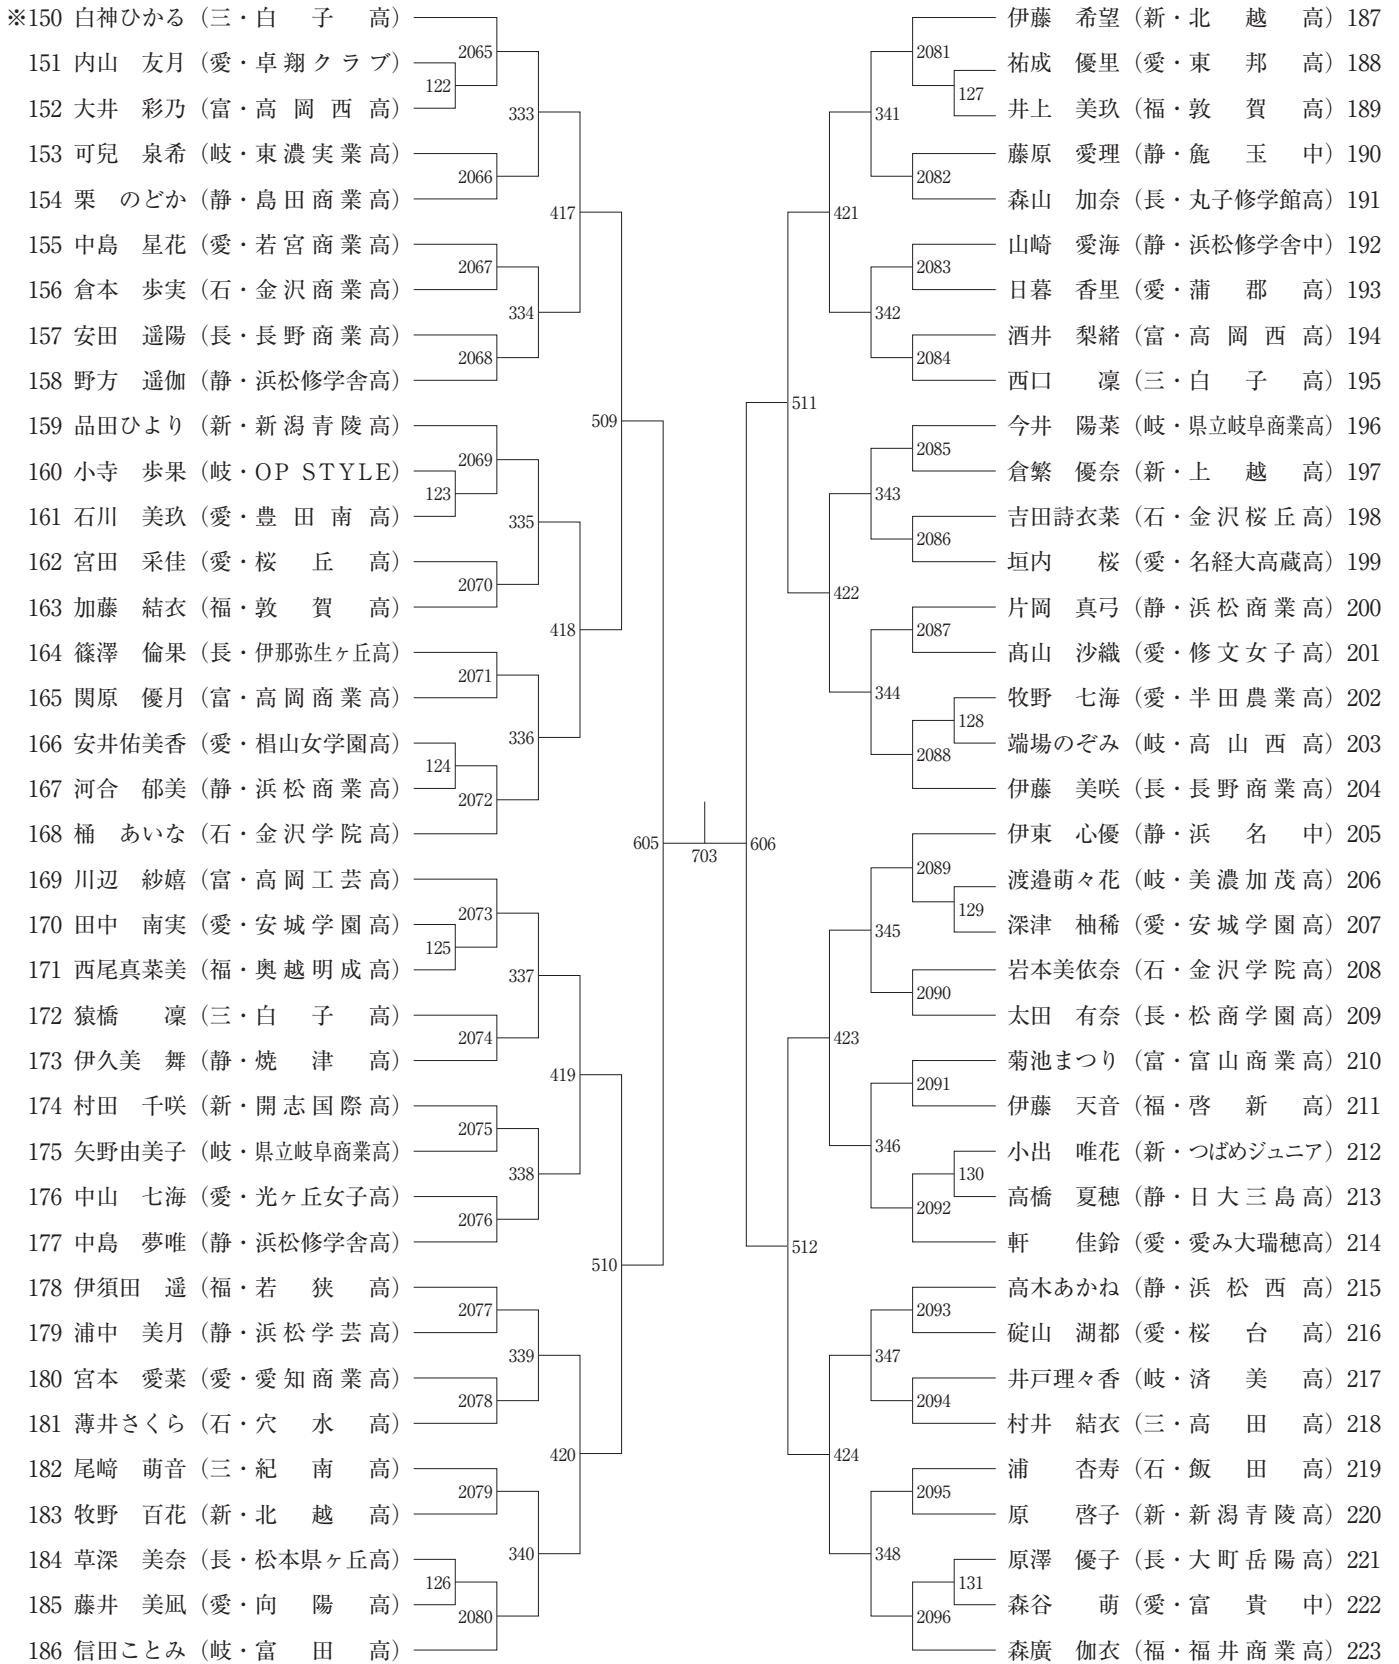 ※150 白神ひかる（三・白子高）
151 内山 友月（愛・卓翔クラブ）
152 大井 彩乃（富・高岡西高）
153 可兒 泉希（岐・東濃実業高）
154 栗 のどか（静・島田商業高）
155 中島 星花（愛・若宮商業高）
156 倉本 歩実（石・金沢商業高）
157 安田 遥陽（長・長野商業高）
158 野方 遥伽（静・浜松修学舎高）
159 品田ひより（新・新潟青陵高）
160 小寺 歩果（岐・OP STYLE）
161 石川 美玖（愛・豊田南高）
162 宮田 采佳（愛・桜丘高）
163 加藤 結衣（福・敦賀高）
164 篠澤 倫果（長・伊那弥生ヶ丘高）
165 関原 優月（富・高岡商業高）
166 安井佑美香（愛・椙山女学園高）
167 河合 郁美（静・浜松商業高）
168 桶 あいな（石・金沢学院高）
169 川辺 紗嬉（富・高岡工芸高）
170 田中 南実（愛・安城学園高）
171 西尾真菜美（福・奥越明成高）
172 猿橋 凜（三・白子高）
173 伊久美 舞（静・焼津高）
174 村田 千咲（新・開志国際高）
175 矢野由美子（岐・県立岐阜商業高）
176 中山 七海（愛・光ヶ丘女子高）
177 中島 夢唯（静・浜松修学舎高）
178 伊須田 遥（福・若狭高）
179 浦中 美月（静・浜松学芸高）
180 宮本 愛菜（愛・愛知商業高）
181 薄井さくら（石・穴水高）
182 尾﨑 萌音（三・紀南高）
183 牧野 百花（新・北越高）
184 草深 美奈（長・松本県ヶ丘高）
185 藤井 美凪（愛・向陽高）
186 信田ことみ（岐・富田高）
122
123
124
125
126
2065
2066
2067
2068
2069
2070
2071
2072
2073
2074
2075
2076
2077
2078
2079
2080
333
334
335
336
337
338
339
340
417
418
419
420
509
510
605
703
606
511
512
421
422
423
424
341
342
343
344
345
346
347
348
2081
2082
2083
2084
2085
2086
2087
2088
2089
2090
2091
2092
2093
2094
2095
2096
127
128
129
130
131
伊藤 希望（新・北越高）187
祐成 優里（愛・東邦高）188
井上 美玖（福・敦賀高）189
藤原 愛理（静・麁玉中）190
森山 加奈（長・丸子修学館高）191
山崎 愛海（静・浜松修学舎中）192
日暮 香里（愛・蒲郡高）193
酒井 梨緒（富・高岡西高）194
西口 凜（三・白子高）195
今井 陽菜（岐・県立岐阜商業高）196
倉繁 優奈（新・上越高）197
吉田詩衣菜（石・金沢桜丘高）198
垣内 桜（愛・名経大高蔵高）199
片岡 真弓（静・浜松商業高）200
髙山 沙織（愛・修文女子高）201
牧野 七海（愛・半田農業高）202
端場のぞみ（岐・高山西高）203
伊藤 美咲（長・長野商業高）204
伊東 心優（静・浜名中）205
渡邉萌々花（岐・美濃加茂高）206
深津 柚稀（愛・安城学園高）207
岩本美依奈（石・金沢学院高）208
太田 有奈（長・松商学園高）209
菊池まつり（富・富山商業高）210
伊藤 天音（福・啓新高）211
小出 唯花（新・つばめジュニア）212
高橋 夏穂（静・日大三島高）213
軒 佳鈴（愛・愛み大瑞穂高）214
高木あかね（静・浜松西高）215
碇山 湖都（愛・桜台高）216
井戸理々香（岐・済美高）217
村井 結衣（三・高田高）218
浦 杏寿（石・飯田高）219
原 啓子（新・新潟青陵高）220
原澤 優子（長・大町岳陽高）221
森谷 萌（愛・富貴中）222
森廣 伽衣（福・福井商業高）223